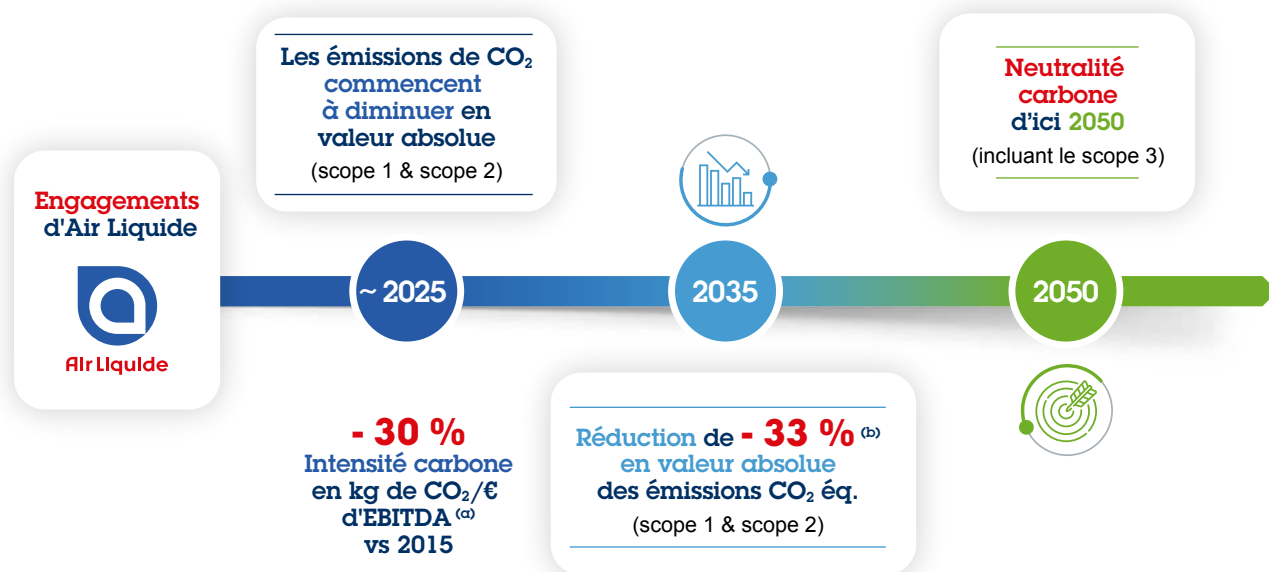 Engagements
d'Air Liquide
Air Liquide
Les émissions de CO₂
commencent
à diminuer en
valeur absolue
(scope 1 & scope 2)
~ 2025
- 30 %
Intensité carbone
en kg de CO₂/€
d'EBITDA (a)
vs 2015
2035
Réduction de - 33 % (b)
en valeur absolue
des émissions CO₂ éq.
(scope 1 & scope 2)
Neutralité
carbone
d'ici 2050
(incluant le scope 3)
2050